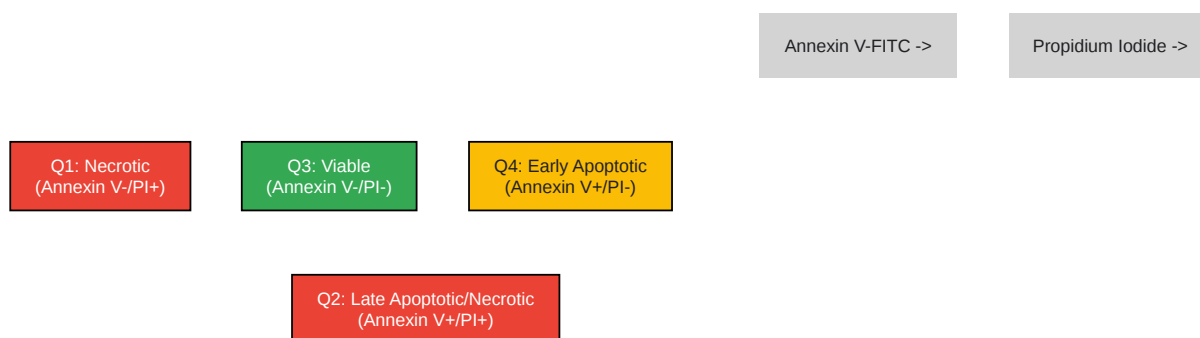 Annexin V-FITC ->
Propidium Iodide ->
Q1: Necrotic
(Annexin V-/PI+)
Q3: Viable
(Annexin V-/PI-)
Q4: Early Apoptotic
(Annexin V+/PI-)
Q2: Late Apoptotic/Necrotic
(Annexin V+/PI+)